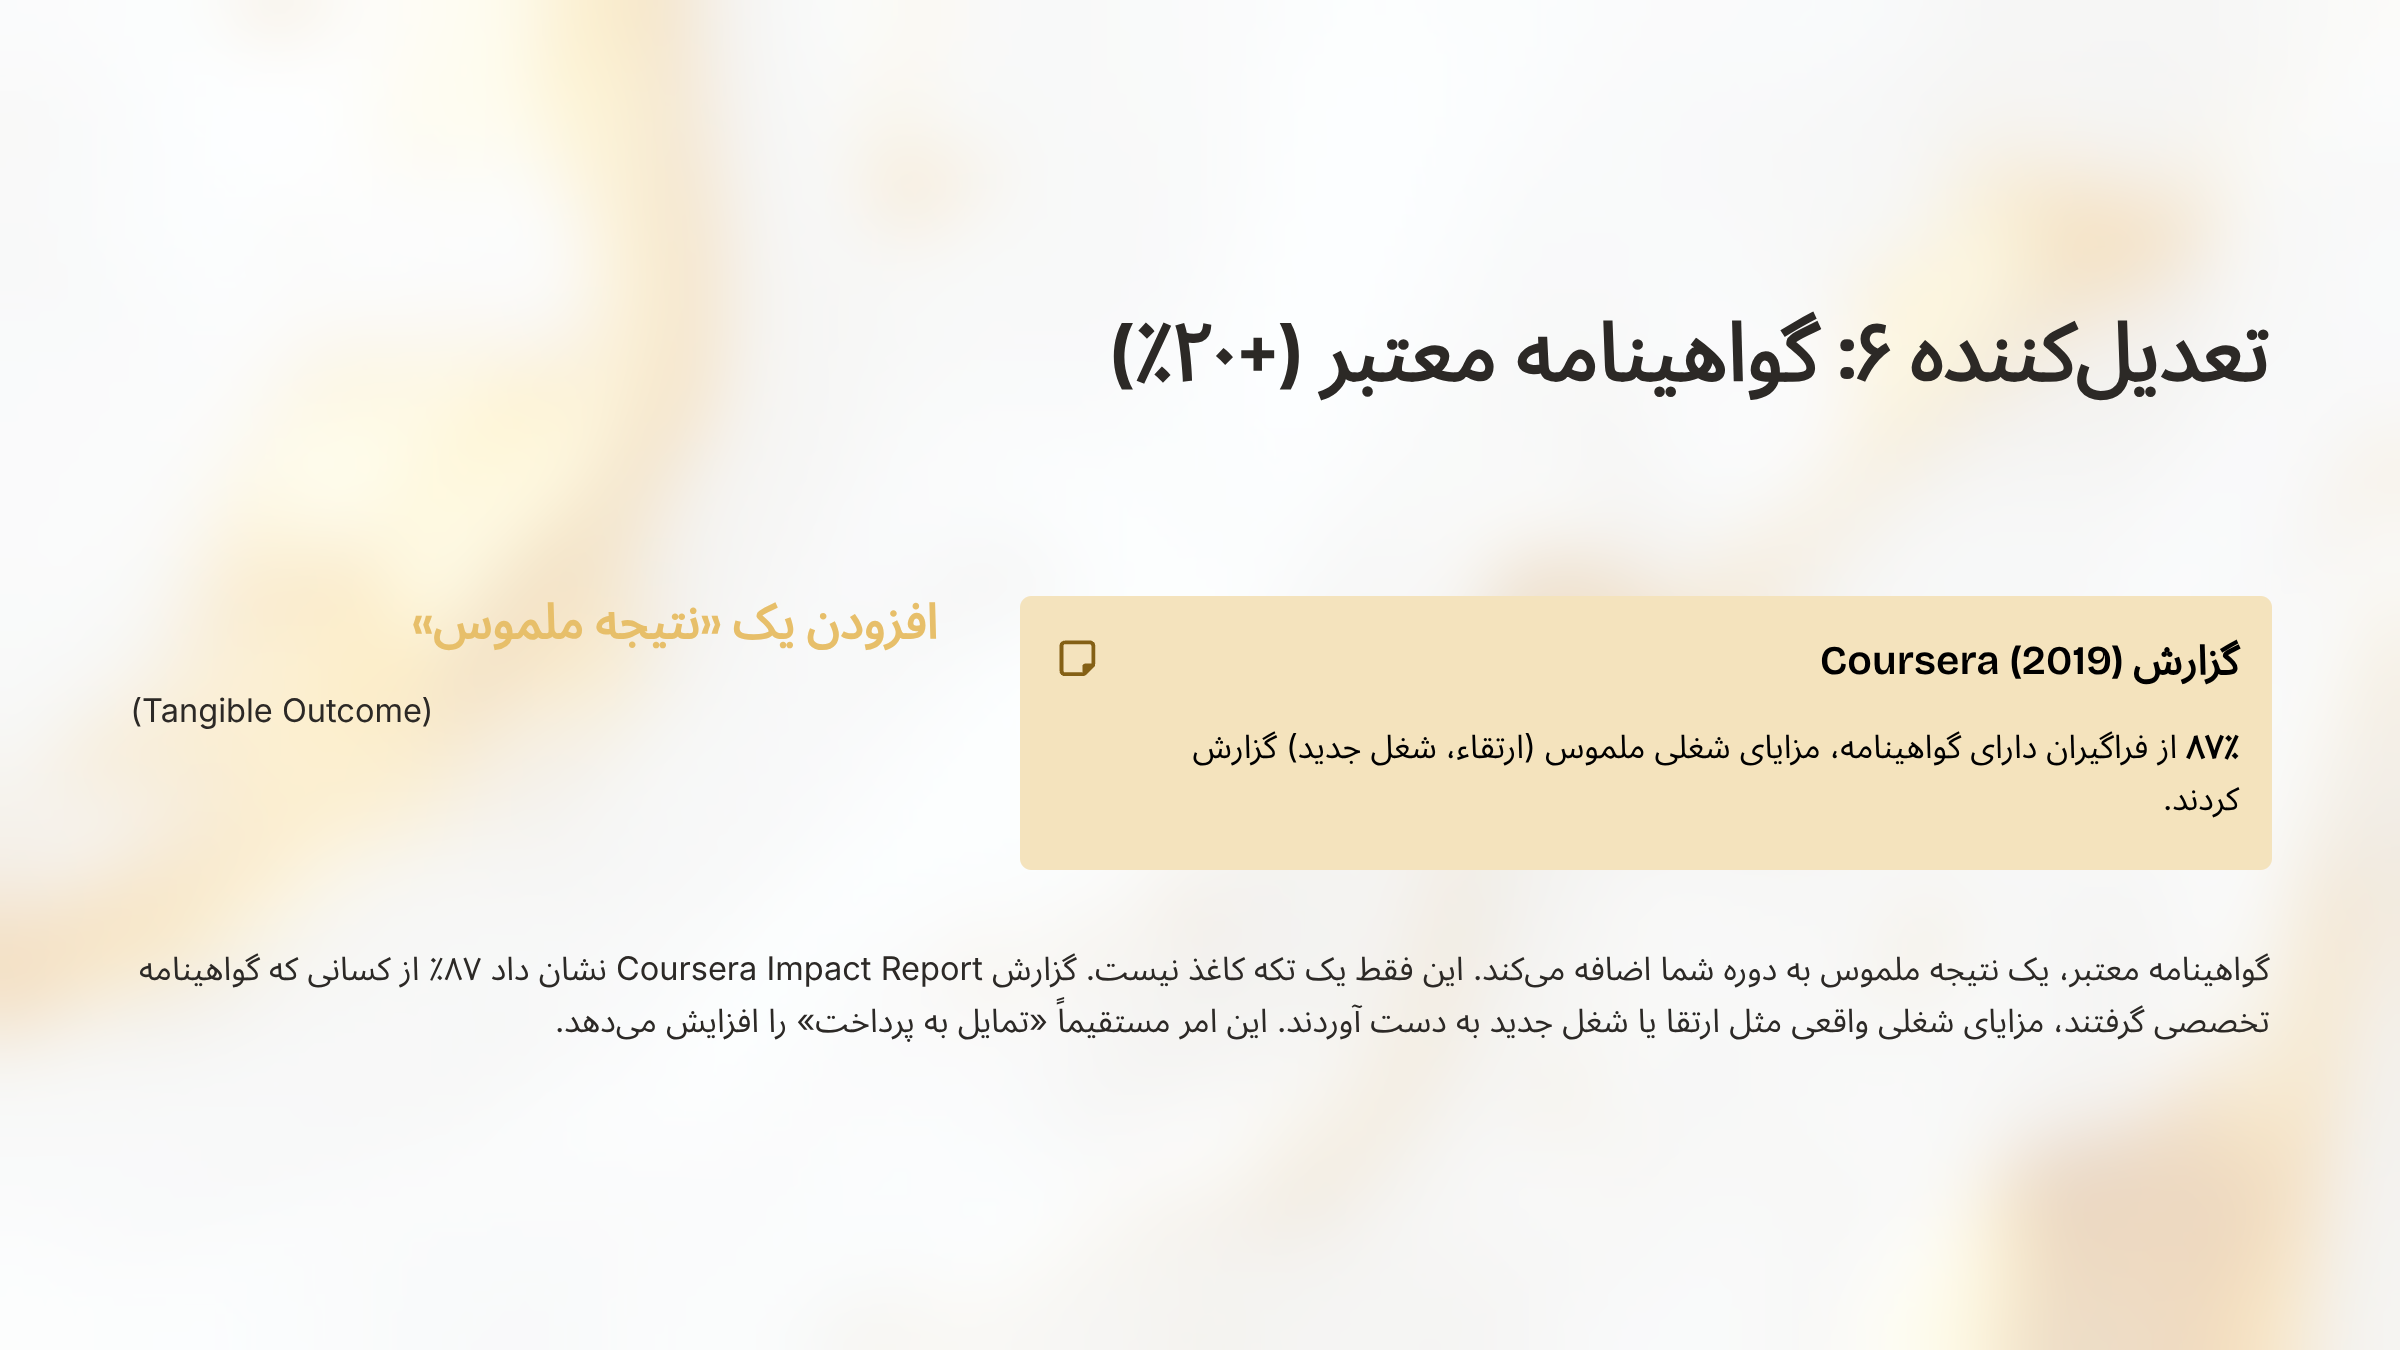 تعدیل‌کننده ۶: گواهینامه معتبر (+۲۰٪)
گزارش Coursera (2019)
۸۷٪ از فراگیران دارای گواهینامه، مزایای شغلی ملموس (ارتقاء، شغل جدید) گزارش
کردند.
افزودن یک «نتیجه ملموس»
(Tangible Outcome)
گواهینامه معتبر، یک نتیجه ملموس به دوره شما اضافه می‌کند. این فقط یک تکه کاغذ نیست. گزارش Coursera Impact Report نشان داد ۸۷٪ از کسانی که گواهینامه
تخصصی گرفتند، مزایای شغلی واقعی مثل ارتقا یا شغل جدید به دست آوردند. این امر مستقیماً «تمایل به پرداخت» را افزایش می‌دهد.